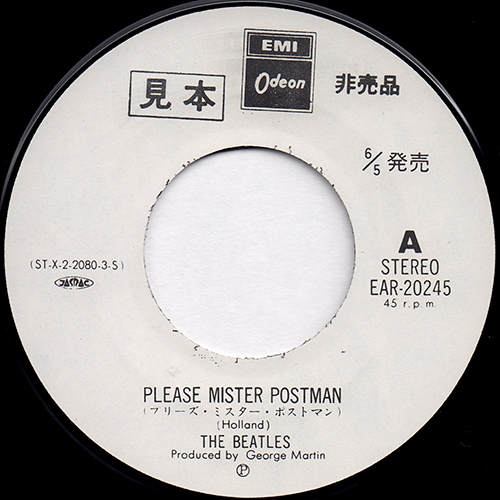 EMI
Odeon
見本
非売品
6/5 発売
(ST-X-2-2080-3-S)
JASRAC
A
STEREO
EAR-20245
45 r.p.m.
PLEASE MISTER POSTMAN
(プリーズ・ミスター・ポストマン)
(Holland)
THE BEATLES
Produced by George Martin
Ⓟ